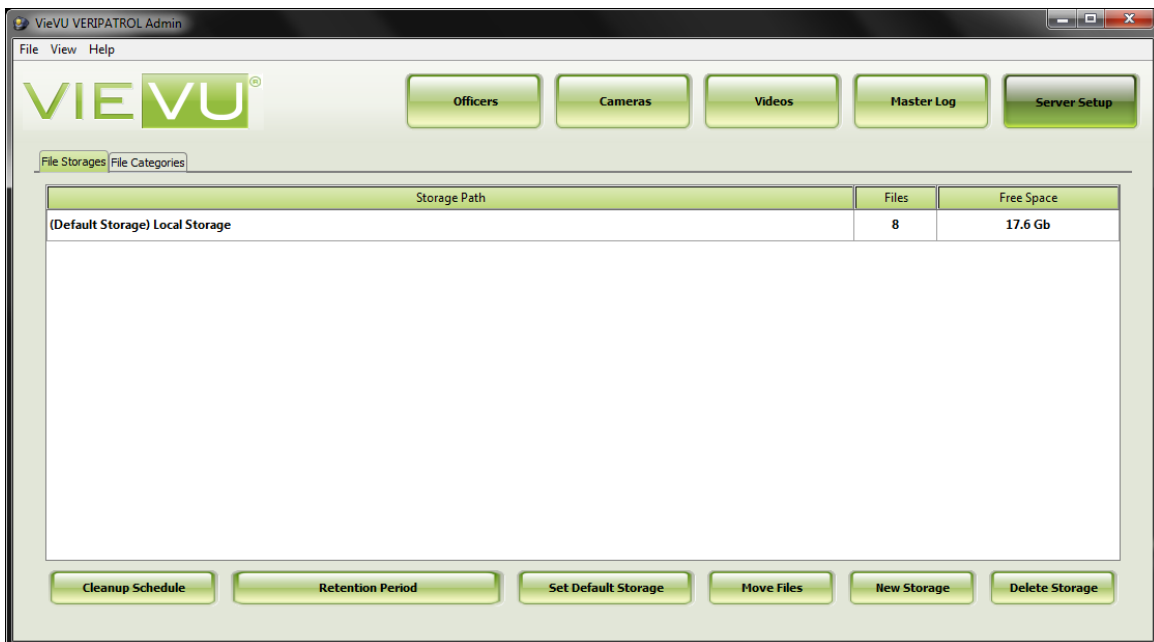 VieVU VERIPATROL Admin
File View Help
VIEVU®
Officers
Cameras
Videos
Master Log
Server Setup
File Storages
File Categories
Storage Path
Files
Free Space
(Default Storage) Local Storage
8
17.6 Gb
Cleanup Schedule
Retention Period
Set Default Storage
Move Files
New Storage
Delete Storage